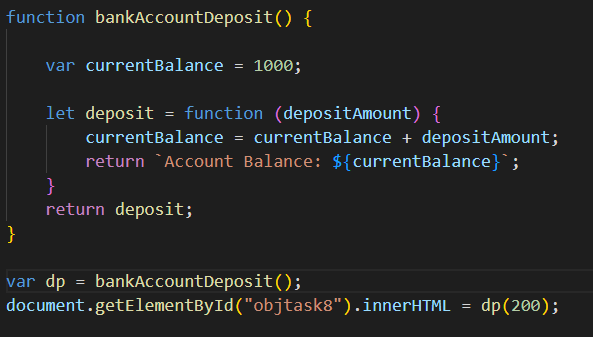 function bankAccountDeposit() {
var currentBalance = 1000;
let deposit = function (depositAmount) {
currentBalance = currentBalance + depositAmount;
return `Account Balance: ${currentBalance}`;
}
return deposit;
}
var dp = bankAccountDeposit();
document.getElementById("objtask8").innerHTML = dp(200);